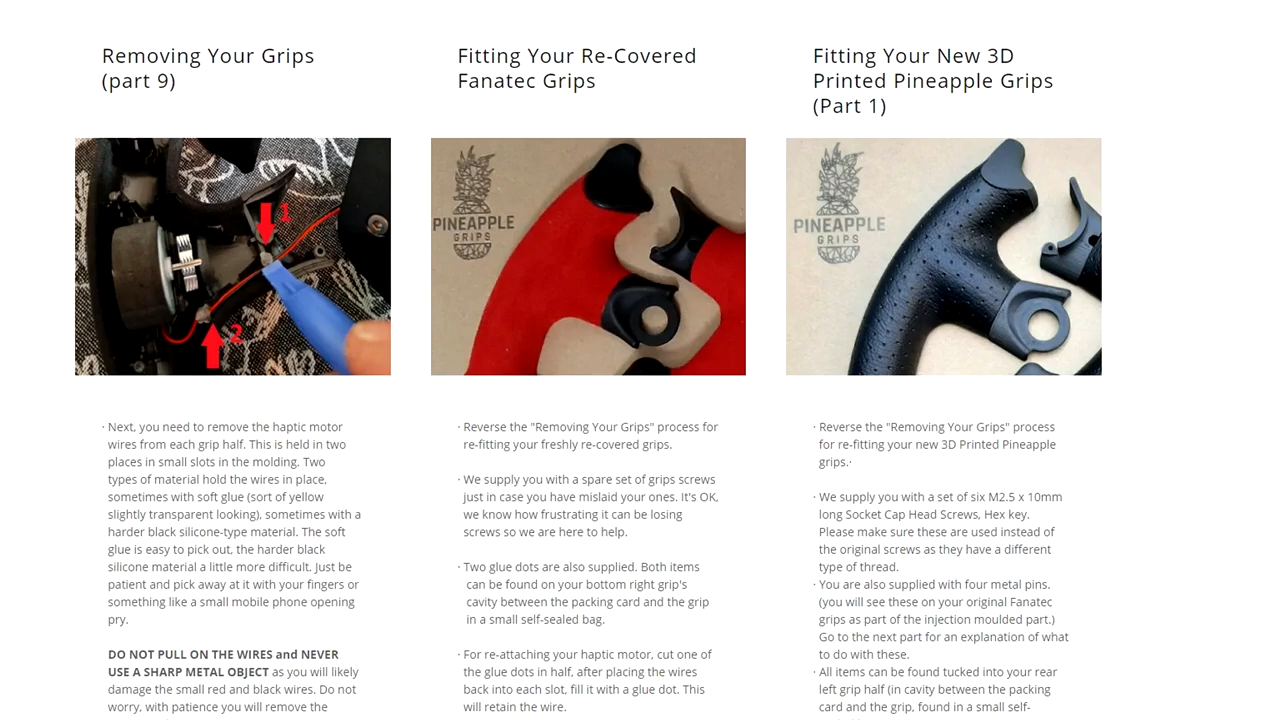 Removing Your Grips
(part 9)
1
2
· Next, you need to remove the haptic motor
wires from each grip half. This is held in two
places in small slots in the molding. Two
types of material hold the wires in place,
sometimes with soft glue (sort of yellow
slightly transparent looking), sometimes with a
harder black silicone-type material. The soft
glue is easy to pick out, the harder black
silicone material a little more difficult. Just be
patient and pick away at it with your fingers or
something like a small mobile phone opening
pry.
DO NOT PULL ON THE WIRES and NEVER
USE A SHARP METAL OBJECT as you will likely
damage the small red and black wires. Do not
worry, with patience you will remove the
Fitting Your Re-Covered
Fanatec Grips
PINEAPPLE
GRIPS
· Reverse the "Removing Your Grips" process for
re-fitting your freshly re-covered grips.
· We supply you with a spare set of grips screws
just in case you have mislaid your ones. It's OK,
we know how frustrating it can be losing
screws so we are here to help.
· Two glue dots are also supplied. Both items
can be found on your bottom right grip's
cavity between the packing card and the grip
in a small self-sealed bag.
· For re-attaching your haptic motor, cut one of
the glue dots in half, after placing the wires
back into each slot, fill it with a glue dot. This
will retain the wire.
Fitting Your New 3D
Printed Pineapple Grips
(Part 1)
PINEAPPLE
GRIPS
· Reverse the "Removing Your Grips" process
for re-fitting your new 3D Printed Pineapple
grips.·
· We supply you with a set of six M2.5 x 10mm
long Socket Cap Head Screws, Hex key.
Please make sure these are used instead of
the original screws as they have a different
type of thread.
· You are also supplied with four metal pins.
(you will see these on your original Fanatec
grips as part of the injection moulded part.)
Go to the next part for an explanation of what
to do with these.
· All items can be found tucked into your rear
left grip half (in cavity between the packing
card and the grip, found in a small self-